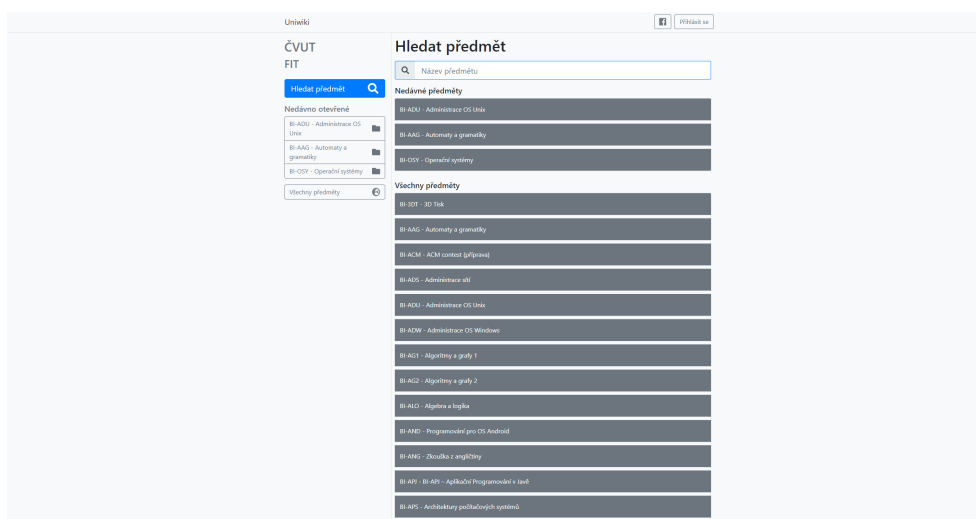 Uniwiki
Přihlásit se
ČVUT
FIT
Hledat předmět
Nedávno otevřené
BI-ADU - Administrace OS
Unix
BI-AAG - Automaty a
gramatiky
BI-OSY - Operační systémy
Všechny předměty
Hledat předmět
Název předmětu
Nedávné předměty
BI-ADU - Administrace OS Unix
BI-AAG - Automaty a gramatiky
BI-OSY - Operační systémy
Všechny předměty
BI-3DT - 3D Tisk
BI-AAG - Automaty a gramatiky
BI-ACM - ACM contest (příprava)
BI-ADS - Administrace sítí
BI-ADU - Administrace OS Unix
BI-ADW - Administrace OS Windows
BI-AG1 - Algoritmy a grafy 1
BI-AG2 - Algoritmy a grafy 2
BI-ALO - Algebra a logika
BI-AND - Programování pro OS Android
BI-ANG - Zkouška z angličtiny
BI-APJ - BI-APJ – Aplikační Programování v Javě
BI-APS - Architektury počítačových systémů